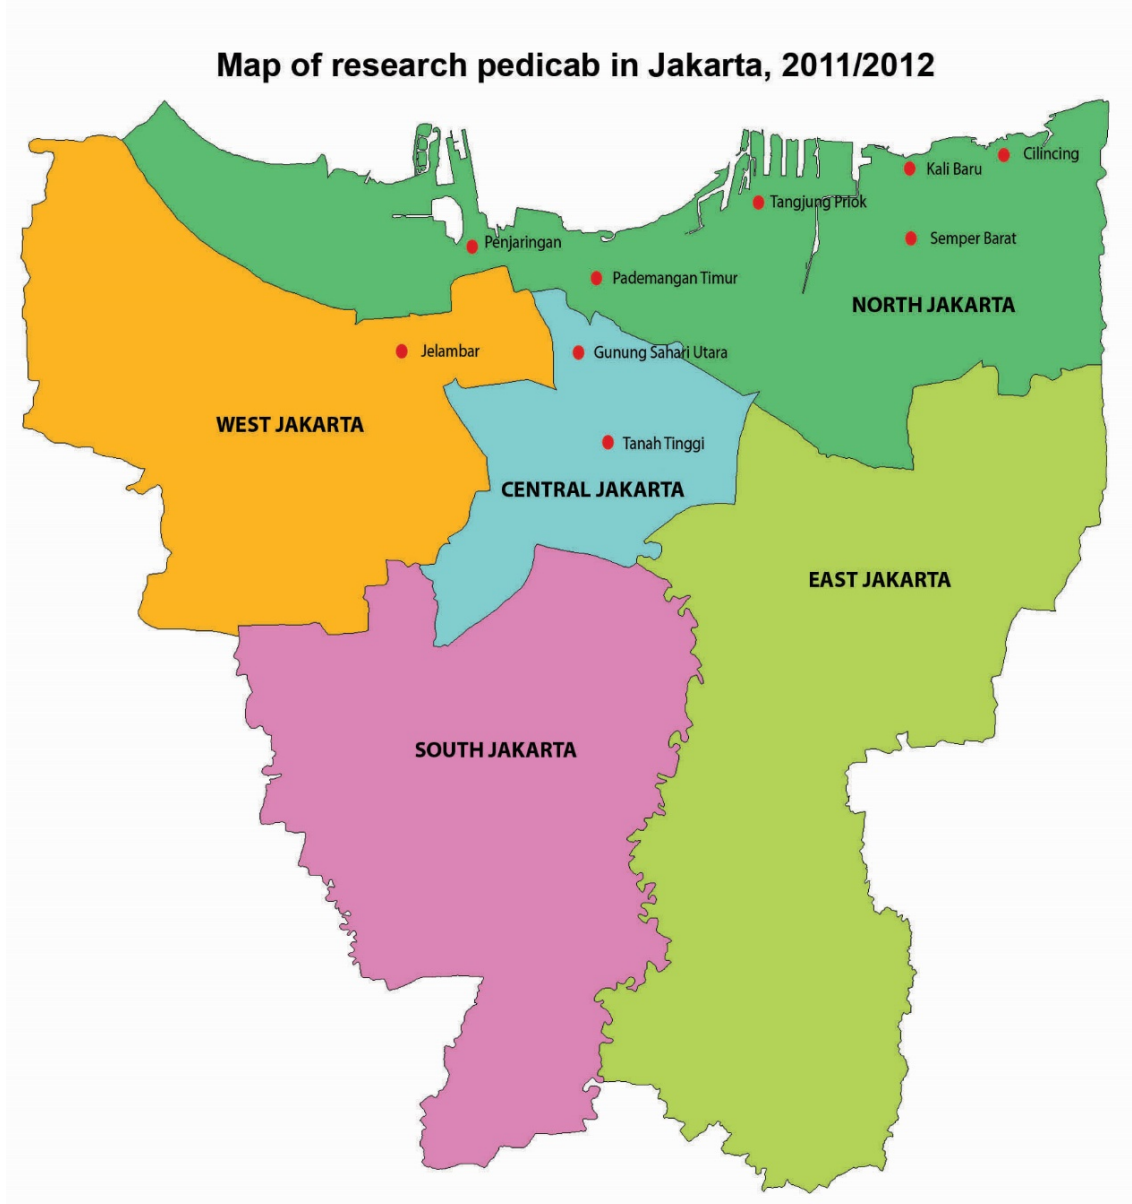 Map of research pedicab in Jakarta, 2011/2012
Cilincing
Kali Baru
Tangjung Priok
Semper Barat
Penjaringan
Pademangan Timur
NORTH JAKARTA
Jelambar
Gunung Sahari Utara
WEST JAKARTA
Tanah Tinggi
CENTRAL JAKARTA
EAST JAKARTA
SOUTH JAKARTA